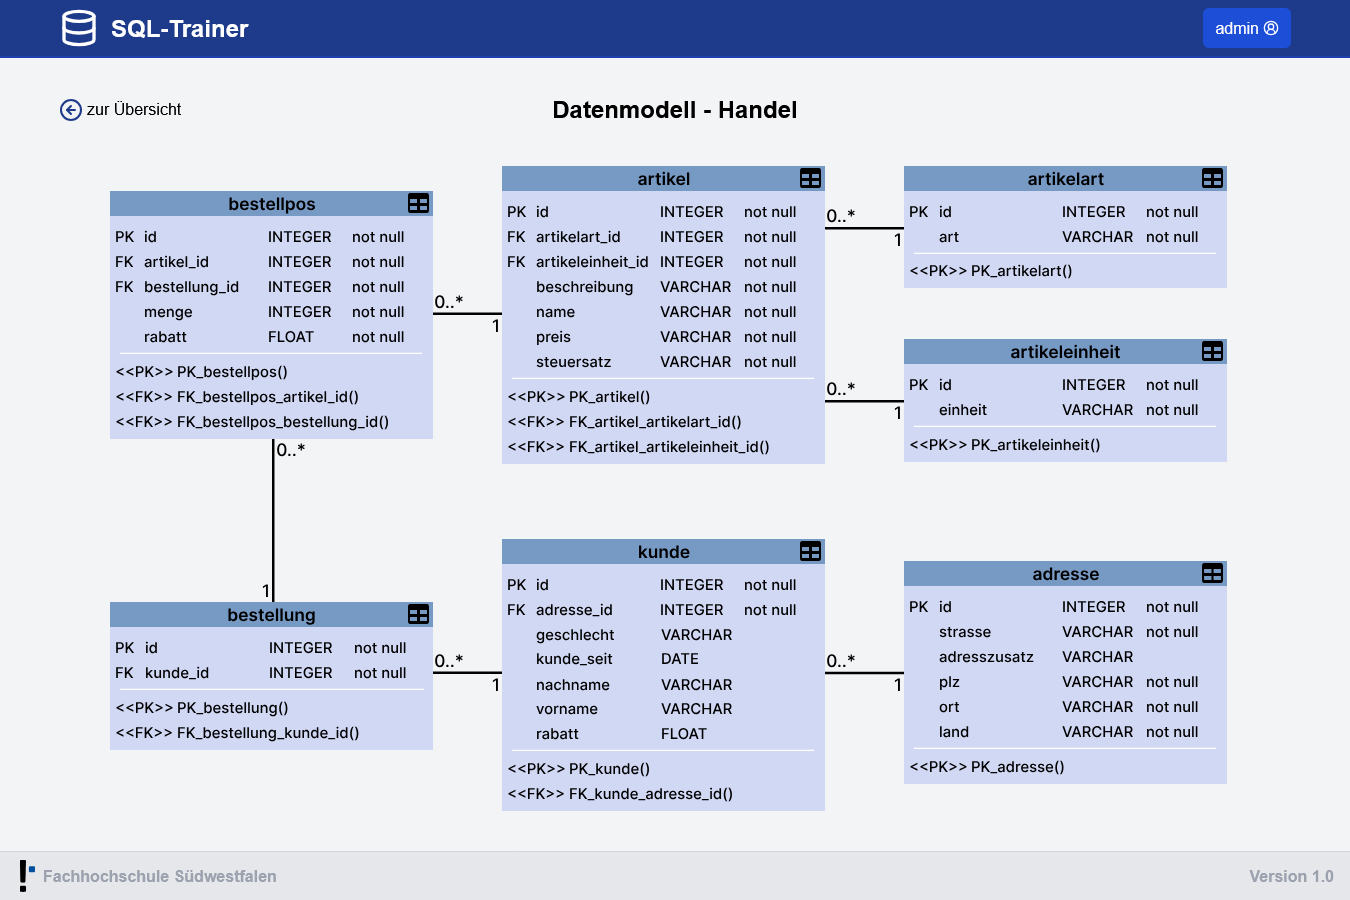 SQL-Trainer
admin
zur Übersicht
Datenmodell - Handel
bestellpos
PK id INTEGER not null
FK artikel_id INTEGER not null
FK bestellung_id INTEGER not null
menge INTEGER not null
rabatt FLOAT not null
<<PK>> PK_bestellpos()
<<FK>> FK_bestellpos_artikel_id()
<<FK>> FK_bestellpos_bestellung_id()
0..*
1
artikel
PK id INTEGER not null
FK artikelart_id INTEGER not null
FK artikeleinheit_id INTEGER not null
beschreibung VARCHAR not null
name VARCHAR not null
preis VARCHAR not null
steuersatz VARCHAR not null
<<PK>> PK_artikel()
<<FK>> FK_artikel_artikelart_id()
<<FK>> FK_artikel_artikeleinheit_id()
0..*
1
artikelart
PK id INTEGER not null
art VARCHAR not null
<<PK>> PK_artikelart()
0..*
1
artikeleinheit
PK id INTEGER not null
einheit VARCHAR not null
<<PK>> PK_artikeleinheit()
0..*
1
bestellung
PK id INTEGER not null
FK kunde_id INTEGER not null
<<PK>> PK_bestellung()
<<FK>> FK_bestellung_kunde_id()
0..*
1
kunde
PK id INTEGER not null
FK adresse_id INTEGER not null
geschlecht VARCHAR
kunde_seit DATE
nachname VARCHAR
vorname VARCHAR
rabatt FLOAT
<<PK>> PK_kunde()
<<FK>> FK_kunde_adresse_id()
0..*
1
adresse
PK id INTEGER not null
strasse VARCHAR not null
adresszusatz VARCHAR
plz VARCHAR not null
ort VARCHAR not null
land VARCHAR not null
<<PK>> PK_adresse()
Fachhochschule Südwestfalen
Version 1.0